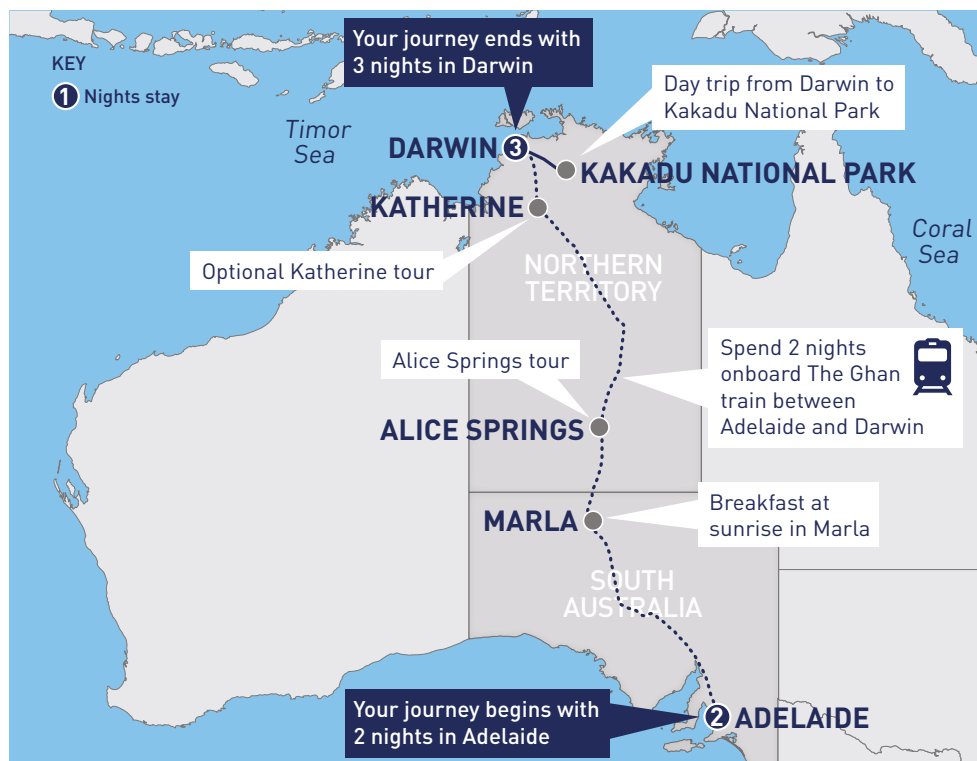 Your journey ends with
3 nights in Darwin
KEY
1 Nights stay
Day trip from Darwin to
Kakadu National Park
Timor
Sea
DARWIN 3
KAKADU NATIONAL PARK
KATHERINE
Coral
Sea
Optional Katherine tour
NORTHERN
TERRITORY
Spend 2 nights
onboard The Ghan
train between
Adelaide and Darwin
Alice Springs tour
ALICE SPRINGS
Breakfast at
sunrise in Marla
MARLA
SOUTH
AUSTRALIA
Your journey begins with
2 nights in Adelaide
2 ADELAIDE